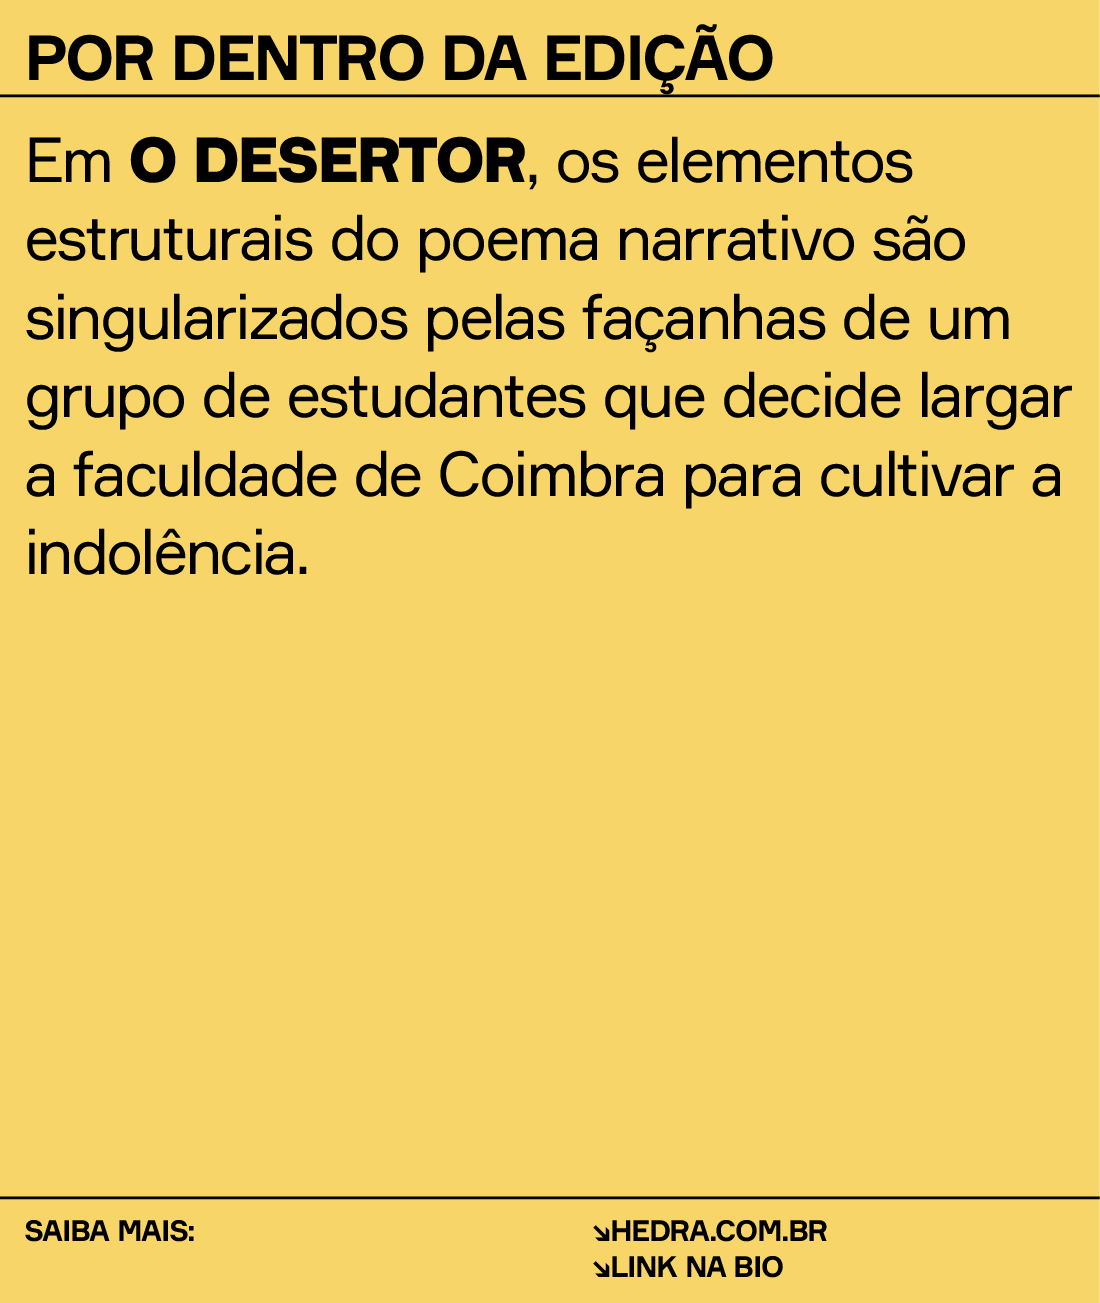 POR DENTRO DA EDIÇÃO
Em O DESERTOR, os elementos
estruturais do poema narrativo são
singularizados pelas façanhas de um
grupo de estudantes que decide largar
a faculdade de Coimbra para cultivar a
indolência.
SAIBA MAIS:
↘HEDRA.COM.BR
↘LINK NA BIO